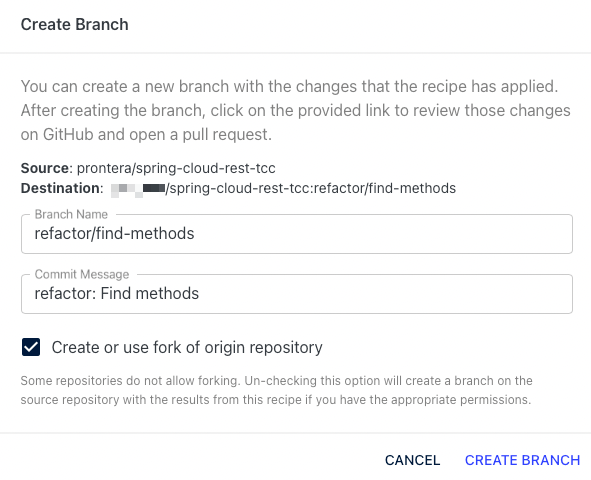 Create Branch
You can create a new branch with the changes that the recipe has applied.
After creating the branch, click on the provided link to review those changes
on GitHub and open a pull request.
Source: prontera/spring-cloud-rest-tcc
Destination: /spring-cloud-rest-tcc:refactor/find-methods
Branch Name
refactor/find-methods
Commit Message
refactor: Find methods
Create or use fork of origin repository
Some repositories do not allow forking. Un-checking this option will create a branch on the
source repository with the results from this recipe if you have the appropriate permissions.
CANCEL CREATE BRANCH